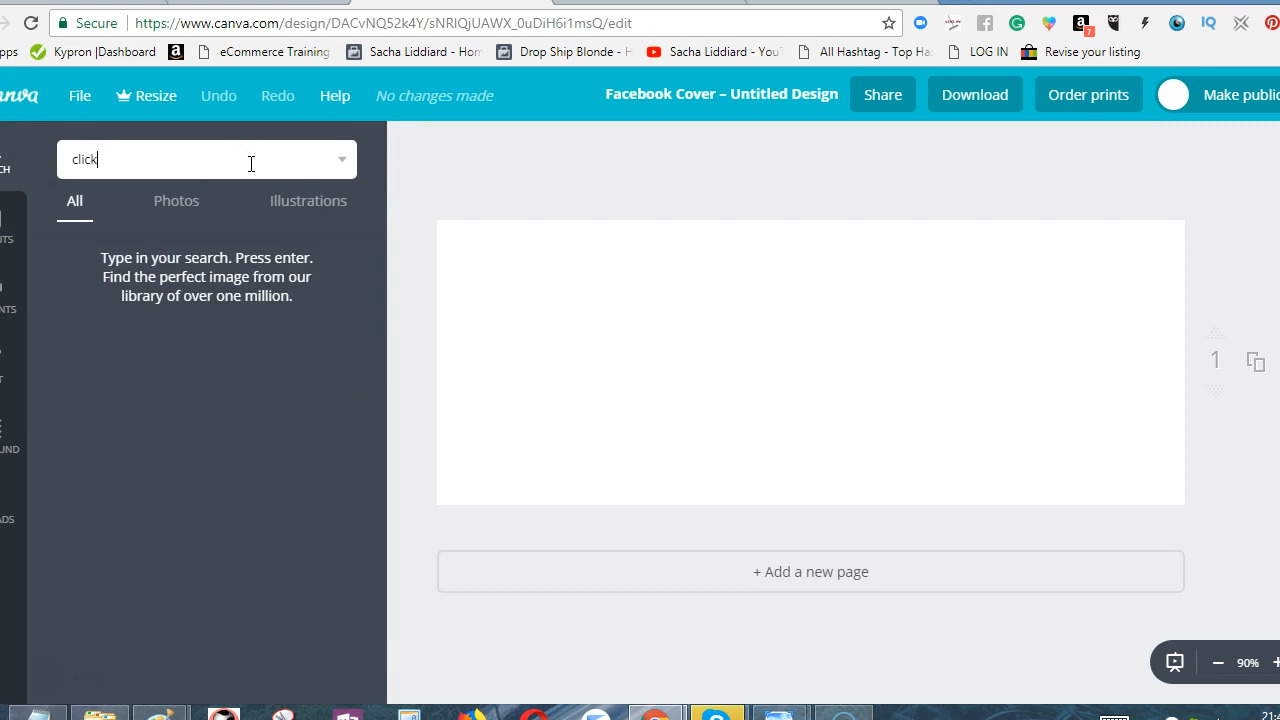 Secure
https://www.canva.com/design/DACvNQ52k4Y/sNRIQjUAWX_0uDiH6i1msQ/edit
7
Kypron |Dashboard
eCommerce Training
Sacha Liddiard - Hom
Drop Ship Blonde - H
Sacha Liddiard - You
All Hashtag - Top Ha
LOG IN
Revise your listing
File
Resize
Undo
Redo
Help
No changes made
Facebook Cover – Untitled Design
Share
Download
Order prints
Make public
click
All
Photos
Illustrations
Type in your search. Press enter.
Find the perfect image from our
library of over one million.
1
+ Add a new page
90%